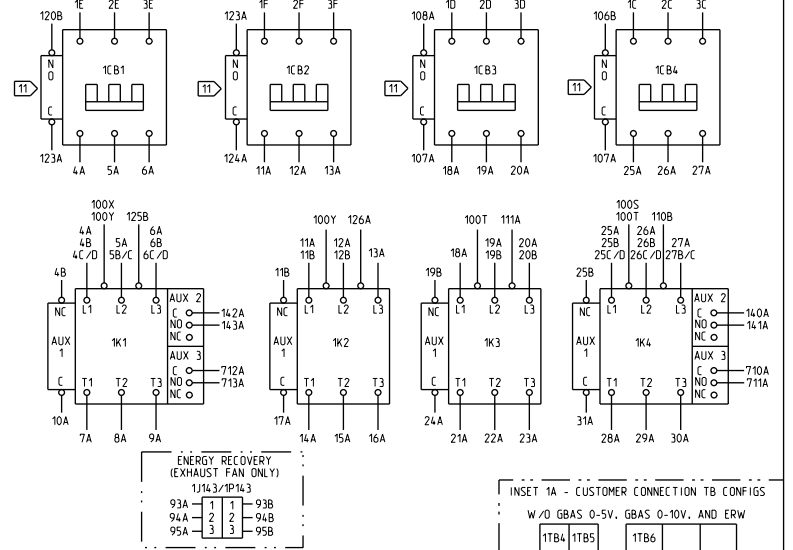 1E 2E 3E
120B
N
O
C
1CB1
11
123A
4A 5A 6A
1F 2F 3F
123A
N
O
C
1CB2
11
124A
11A 12A 13A
1D 2D 3D
108A
N
O
C
1CB3
11
107A
18A 19A 20A
1C 2C 3C
106B
N
O
C
1CB4
11
107A
25A 26A 27A
100X
100Y 125B
4A 6A
4B 5A 6B
4C/D 5B/C 6C/D
4B
NC
L1 L2 L3
AUX 2
C 142A
NO 143A
NC
AUX
1
1K1
AUX 3
C 712A
NO 713A
NC
C
T1 T2 T3
10A
7A 8A 9A
100Y 126A
11A 12A
11B 12B 13A
11B
NC
L1 L2 L3
AUX
1
1K2
C
T1 T2 T3
17A
14A 15A 16A
100T 111A
19A 20A
18A 19B 20B
19B
NC
L1 L2 L3
AUX
1
1K3
C
T1 T2 T3
24A
21A 22A 23A
100S
100T 110B
25A 26A
25B 26B 27A
25C/D 26C/D 27B/C
25B
NC
L1 L2 L3
AUX 2
C 140A
NO 141A
NC
AUX
1
1K4
AUX 3
C 710A
NO 711A
NC
C
T1 T2 T3
31A
28A 29A 30A
ENERGY RECOVERY
(EXHAUST FAN ONLY)
1J143/1P143
93A 1 1 93B
94A 2 2 94B
95A 3 3 95B
INSET 1A - CUSTOMER CONNECTION TB CONFIGS
W/O GBAS 0-5V, GBAS 0-10V, AND ERW
1TB4 1TB5 1TB6